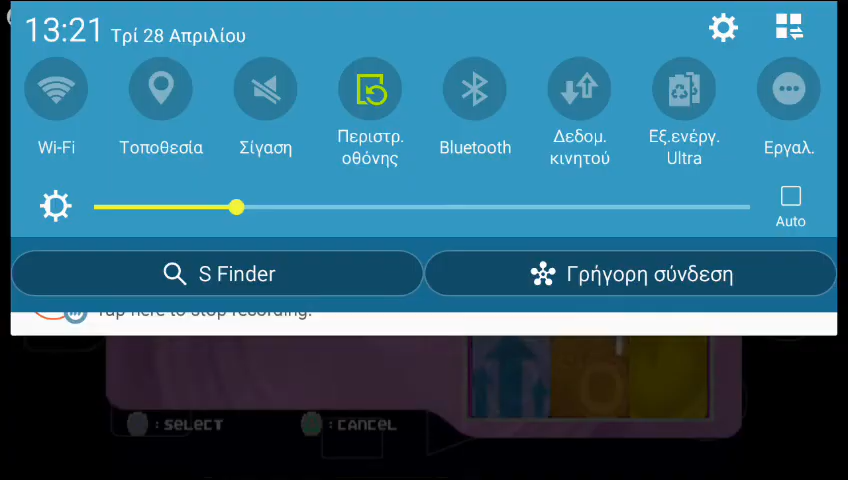 13:21 Τρί 28 Απριλίου
Wi-Fi
Τοποθεσία
Σίγαση
Περιστρ.
οθόνης
Bluetooth
Δεδομ.
κινητού
Εξ.ενέργ.
Ultra
Εργαλ.
Auto
S Finder
Γρήγορη σύνδεση
Tap here to stop recording.
: SELECT
: CANCEL